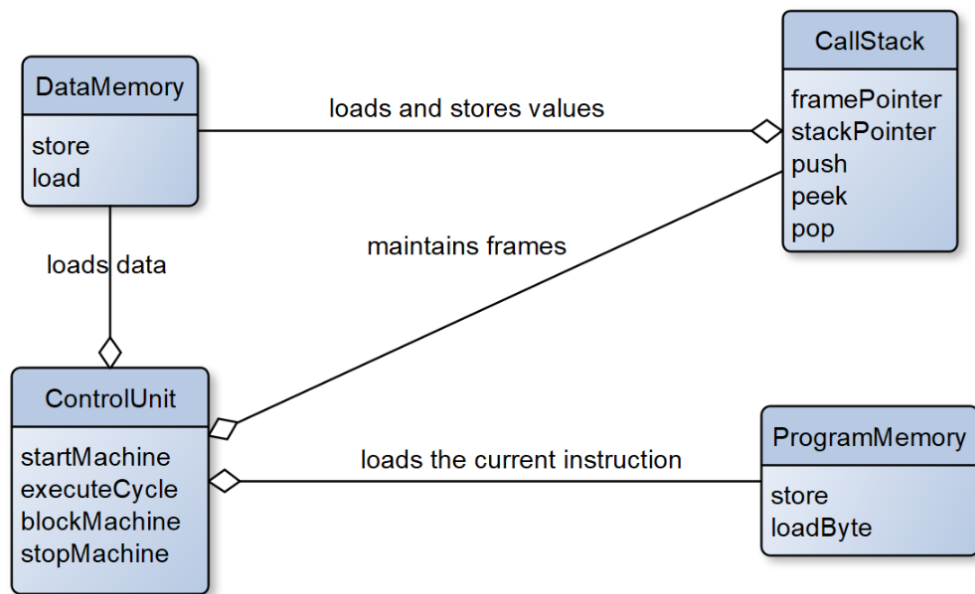 CallStack
framePointer
stackPointer
push
peek
pop
DataMemory
store
load
loads and stores values
maintains frames
loads data
ControlUnit
startMachine
executeCycle
blockMachine
stopMachine
loads the current instruction
ProgramMemory
store
loadByte